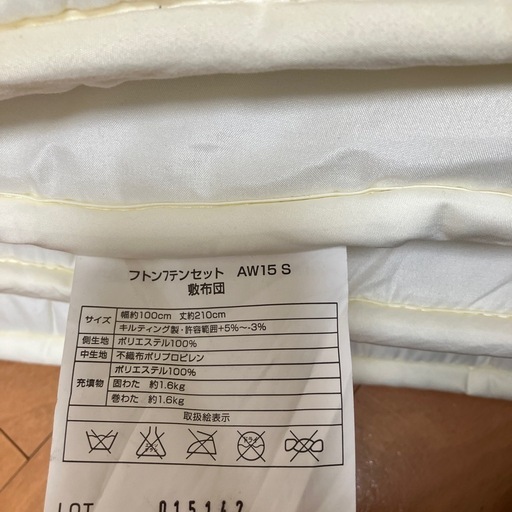 フトン7テンセット AW15 S
敷布団
サイズ 幅約100cm 丈約210cm
キルティング製・許容範囲+5%~-3%
側生地 ポリエステル100%
中生地 不織布ポリプロピレン
充填物 ポリエステル100%
固わた 約1.6kg
巻わた 約1.6kg
取扱絵表示
ドライ
LOT 015162